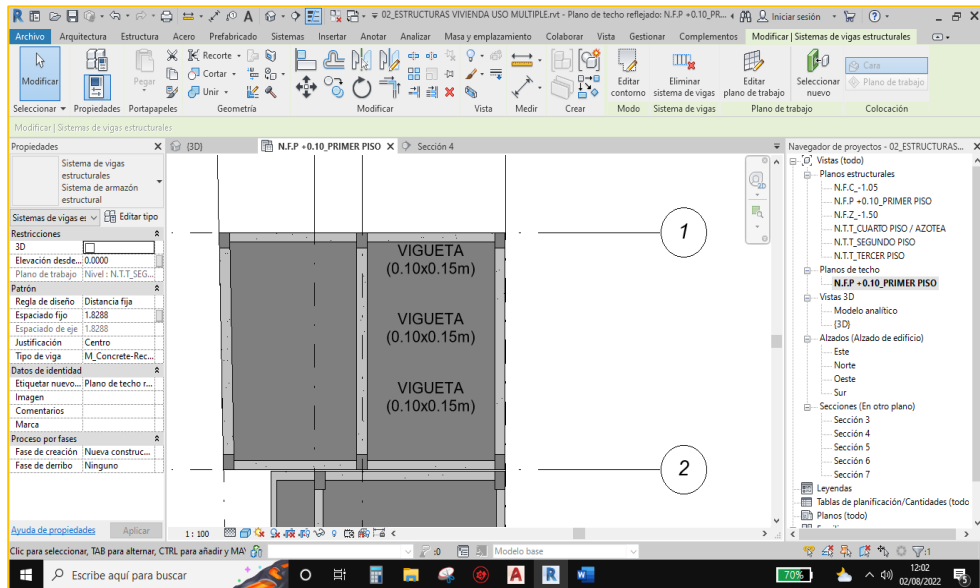 02_ESTRUCTURAS VIVIENDA USO MULTIPLE.rvt - Plano de techo reflejado: N.F.P +0.10_PR...
Iniciar sesión
Archivo Arquitectura Estructura Acero Prefabricado Sistemas Insertar Anotar Analizar Masa y emplazamiento Colaborar Vista Gestionar Complementos Modificar | Sistemas de vigas estructurales
Modificar
Pegar
Recorte
Cortar
Unir
Editar contorno
Eliminar sistema de vigas
Editar plano de trabajo
Seleccionar nuevo
Cara
Plano de trabajo
Seleccionar Propiedades Portapapeles Geometría Modificar Vista Medir Crear Modo Sistema de vigas Plano de trabajo Colocación
Modificar | Sistemas de vigas estructurales
Propiedades
Sistema de vigas
estructurales
Sistema de armazón
estructural
Sistemas de vigas es Editar tipo
Restricciones
3D
Elevación desde... 0.0000
Plano de trabajo Nivel : N.T.T_SEG...
Patrón
Regla de diseño Distancia fija
Espaciado fijo 1.8288
Espaciado de eje 1.8288
Justificación Centro
Tipo de viga M_Concrete-Rec...
Datos de identidad
Etiquetar nuevo... Plano de techo r...
Imagen
Comentarios
Marca
Proceso por fases
Fase de creación Nueva construc...
Fase de derribo Ninguno
Ayuda de propiedades Aplicar
{3D} N.F.P +0.10_PRIMER PISO Sección 4
2D
1
VIGUETA
(0.10x0.15m)
VIGUETA
(0.10x0.15m)
VIGUETA
(0.10x0.15m)
2
1 : 100
Navegador de proyectos - 02_ESTRUCTURAS...
Vistas (todo)
Planos estructurales
N.F.C_-1.05
N.F.P +0.10_PRIMER PISO
N.F.Z_-1.50
N.T.T_CUARTO PISO / AZOTEA
N.T.T_SEGUNDO PISO
N.T.T_TERCER PISO
Planos de techo
N.F.P +0.10_PRIMER PISO
Vistas 3D
Modelo analítico
{3D}
Alzados (Alzado de edificio)
Este
Norte
Oeste
Sur
Secciones (En otro plano)
Sección 3
Sección 4
Sección 5
Sección 6
Sección 7
Leyendas
Tablas de planificación/Cantidades (todo
Planos (todo)
Clic para seleccionar, TAB para alternar, CTRL para añadir y MAY :0 Modelo base :1
Escribe aquí para buscar
70%
12:02
02/08/2022